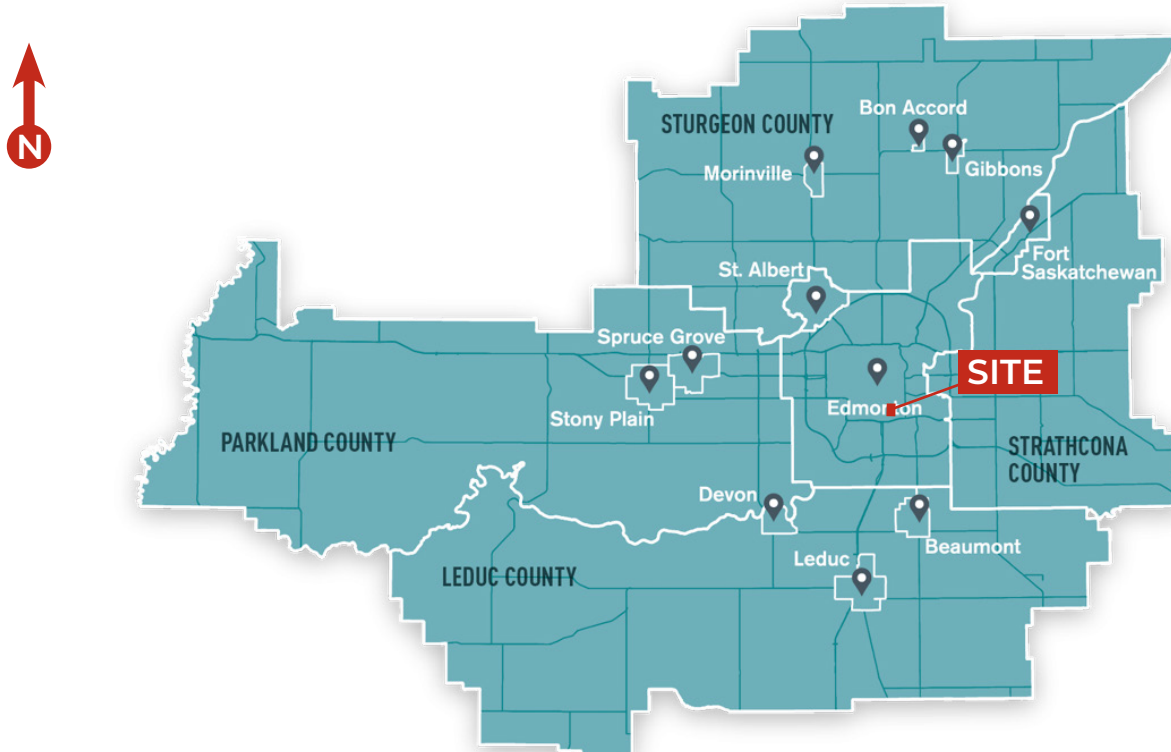 N
Bon Accord
STURGEON COUNTY
Morinville
Gibbons
St. Albert
Fort
Saskatchewan
Spruce Grove
SITE
Edmonton
Stony Plain
PARKLAND COUNTY
STRATHCONA
COUNTY
Devon
Beaumont
Leduc
LEDUC COUNTY